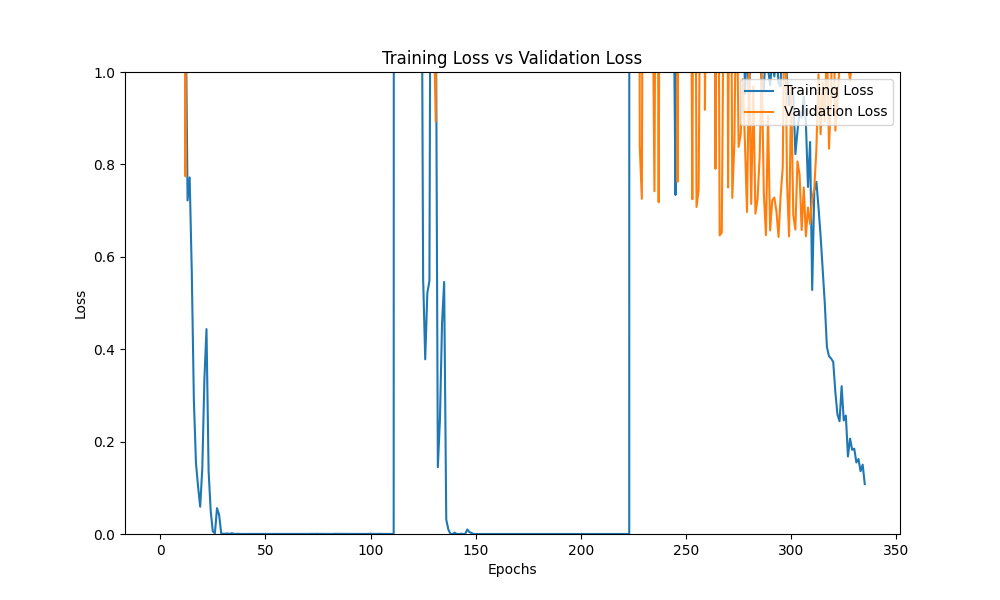 Training Loss vs Validation Loss
1.0
0.8
0.6
0.4
0.2
0.0
Loss
Training Loss
Validation Loss
0 50 100 150 200 250 300 350
Epochs